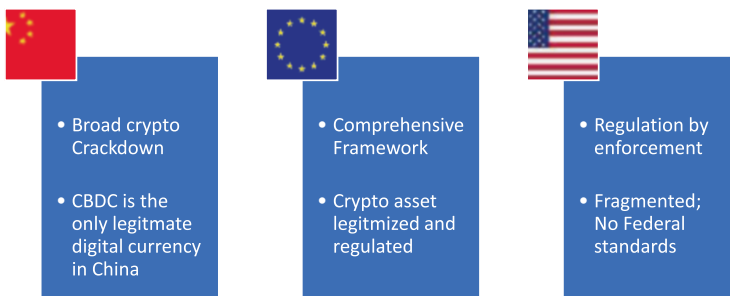 • Broad crypto
Crackdown
• CBDC is the
only legitmate
digital currency
in China
• Comprehensive
Framework
• Crypto asset
legitmized and
regulated
• Regulation by
enforcement
• Fragmented;
No Federal
standards